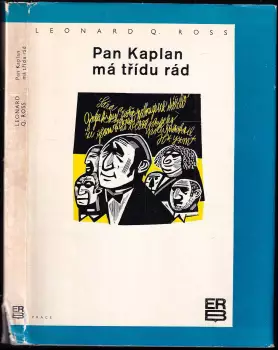 LEONARD Q. ROSS
Pan Kaplan
má třídu rád
ERB
Pan Kaplan
má třídu rád
LEONARD
Q. ROSS
PRÁCE